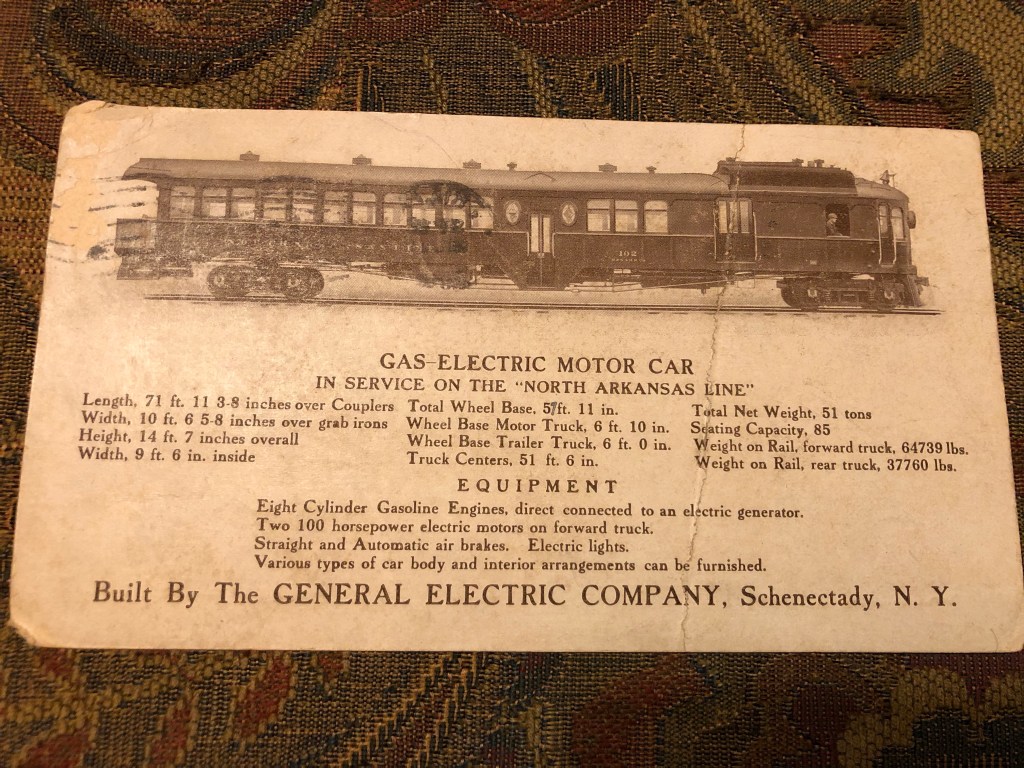 102
GAS-ELECTRIC MOTOR CAR
IN SERVICE ON THE "NORTH ARKANSAS LINE"
Length, 71 ft. 11 3-8 inches over Couplers
Width, 10 ft. 6 5-8 inches over grab irons
Height, 14 ft. 7 inches overall
Width, 9 ft. 6 in. inside
Total Wheel Base, 57ft. 11 in.
Wheel Base Motor Truck, 6 ft. 10 in.
Wheel Base Trailer Truck, 6 ft. 0 in.
Truck Centers, 51 ft. 6 in.
Total Net Weight, 51 tons
Seating Capacity, 85
Weight on Rail, forward truck, 64739 lbs.
Weight on Rail, rear truck, 37760 lbs.
EQUIPMENT
Eight Cylinder Gasoline Engines, direct connected to an electric generator.
Two 100 horsepower electric motors on forward truck.
Straight and Automatic air brakes. Electric lights.
Various types of car body and interior arrangements can be furnished.
Built By The GENERAL ELECTRIC COMPANY, Schenectady, N. Y.